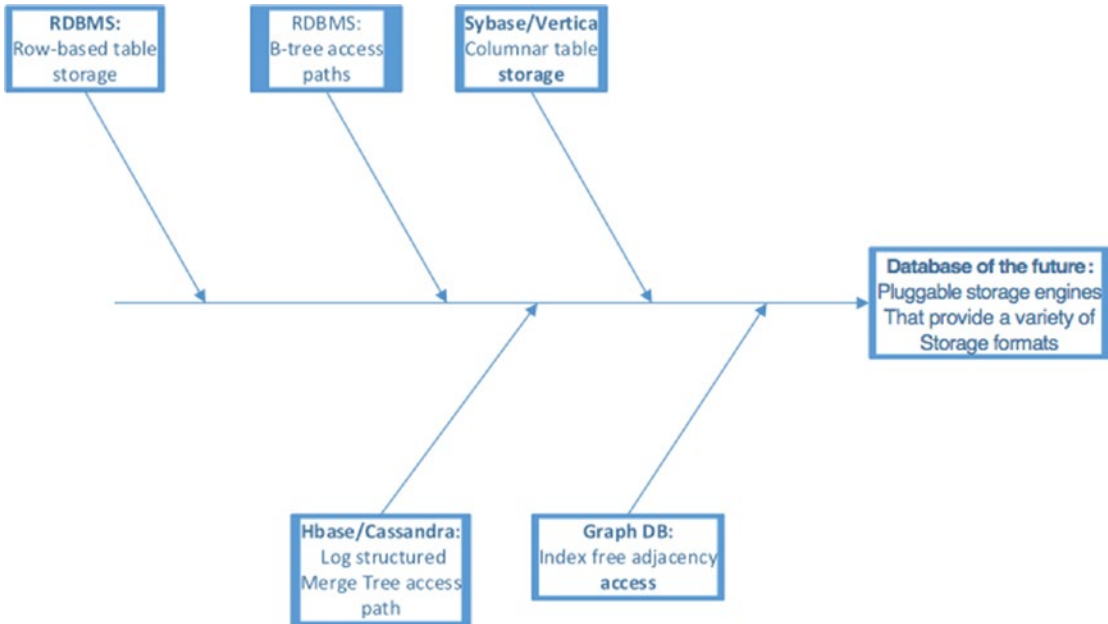 RDBMS:
Row-based table
storage
RDBMS:
B-tree access
paths
Sybase/Vertica
Columnar table
storage
Database of the future:
Pluggable storage engines
That provide a variety of
Storage formats
Hbase/Cassandra:
Log structured
Merge Tree access
path
Graph DB:
Index free adjacency
access